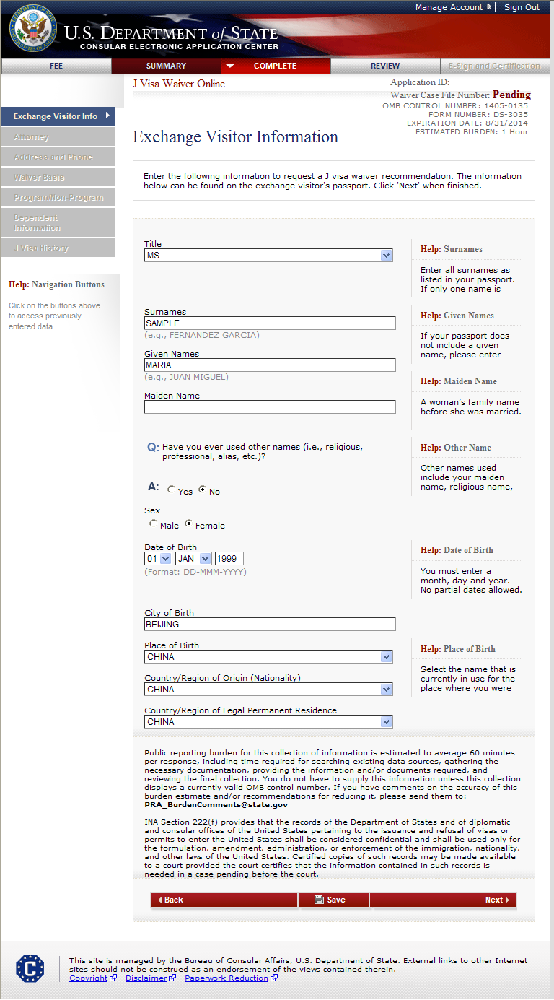 Manage Account Sign Out
U.S. DEPARTMENT of STATE
CONSULAR ELECTRONIC APPLICATION CENTER
FEE SUMMARY COMPLETE REVIEW E-Sign and Certification
J Visa Waiver Online
Application ID:
Waiver Case File Number: Pending
OMB CONTROL NUMBER: 1405-0135
FORM NUMBER: DS-3035
EXPIRATION DATE: 8/31/2014
ESTIMATED BURDEN: 1 Hour
Exchange Visitor Info
Attorney
Address and Phone
Waiver Basis
Program/Non-Program
Dependent
Information
J Visa History
Help: Navigation Buttons
Click on the buttons above
to access previously
entered data.
Exchange Visitor Information
Enter the following information to request a J visa waiver recommendation. The information
below can be found on the exchange visitor's passport. Click 'Next' when finished.
Title
MS.
Help: Surnames
Enter all surnames as
listed in your passport.
If only one name is
Surnames
SAMPLE
(e.g., FERNANDEZ GARCIA)
Help: Given Names
If your passport does
not include a given
name, please enter
Given Names
MARIA
(e.g., JUAN MIGUEL)
Help: Maiden Name
A woman’s family name
before she was married.
Maiden Name
Q: Have you ever used other names (i.e., religious,
professional, alias, etc.)?
Help: Other Name
Other names used
include your maiden
name, religious name,
A: Yes No
Sex
Male Female
Date of Birth
01 JAN 1999
(Format: DD-MMM-YYYY)
Help: Date of Birth
You must enter a
month, day and year.
No partial dates allowed.
City of Birth
BEIJING
Place of Birth
CHINA
Help: Place of Birth
Select the name that is
currently in use for the
place where you were
Country/Region of Origin (Nationality)
CHINA
Country/Region of Legal Permanent Residence
CHINA
Public reporting burden for this collection of information is estimated to average 60 minutes
per response, including time required for searching existing data sources, gathering the
necessary documentation, providing the information and/or documents required, and
reviewing the final collection. You do not have to supply this information unless this collection
displays a currently valid OMB control number. If you have comments on the accuracy of this
burden estimate and/or recommendations for reducing it, please send them to:
PRA_BurdenComments@state.gov
INA Section 222(f) provides that the records of the Department of States and of diplomatic
and consular offices of the United States pertaining to the issuance and refusal of visas or
permits to enter the United States shall be considered confidential and shall be used only for
the formulation, amendment, administration, or enforcement of the immigration, nationality,
and other laws of the United States. Certified copies of such records may be made available
to a court provided the court certifies that the information contained in such records is
needed in a case pending before the court.
Back Save Next
C
This site is managed by the Bureau of Consular Affairs, U.S. Department of State. External links to other Internet
sites should not be construed as an endorsement of the views contained therein.
Copyright Disclaimer Paperwork Reduction